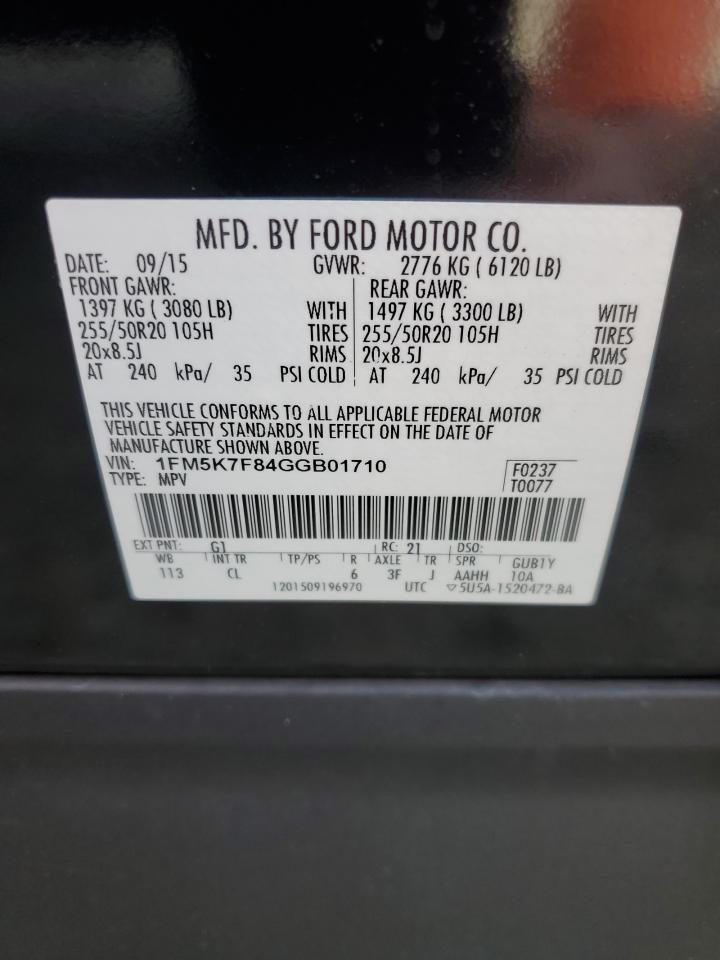 MFD. BY FORD MOTOR CO.
DATE: 09/15 GVWR: 2776 KG ( 6120 LB)
FRONT GAWR: REAR GAWR:
1397 KG ( 3080 LB) WITH 1497 KG ( 3300 LB) WITH
255/50R20 105H TIRES 255/50R20 105H TIRES
20x8.5J RIMS 20x8.5J RIMS
AT 240 kPa/ 35 PSI COLD AT 240 kPa/ 35 PSI COLD
THIS VEHICLE CONFORMS TO ALL APPLICABLE FEDERAL MOTOR
VEHICLE SAFETY STANDARDS IN EFFECT ON THE DATE OF
MANUFACTURE SHOWN ABOVE.
VIN: 1FM5K7F84GGB01710 F0237
TYPE: MPV T0077
EXT PNT: G1 RC: 21 DSO:
WB INT TR TP/PS R AXLE TR SPR GUB1Y
113 CL 6 3F J AAHH 10A
1201509196970 UTC ▽5U5A-1520472-BA